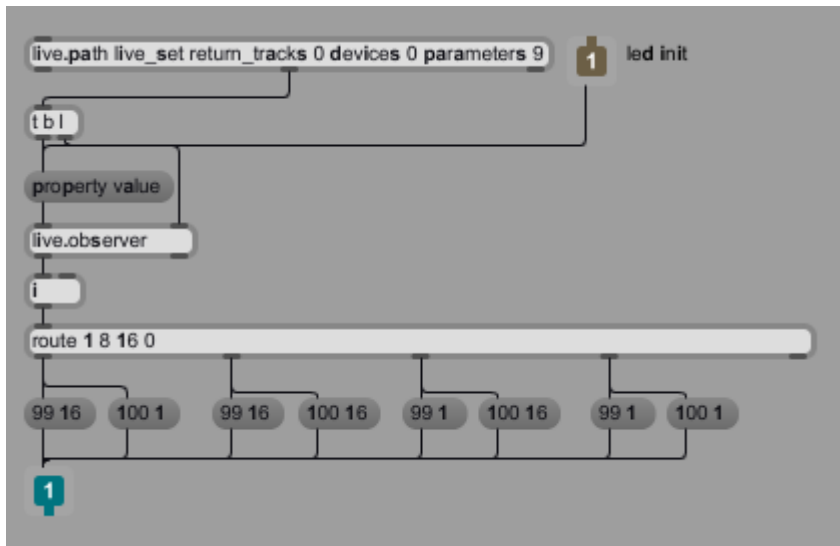 live.path live_set return_tracks 0 devices 0 parameters 9
1
led init
t b l
property value
live.observer
i
route 1 8 16 0
99 16
100 1
99 16
100 16
99 1
100 16
99 1
100 1
1